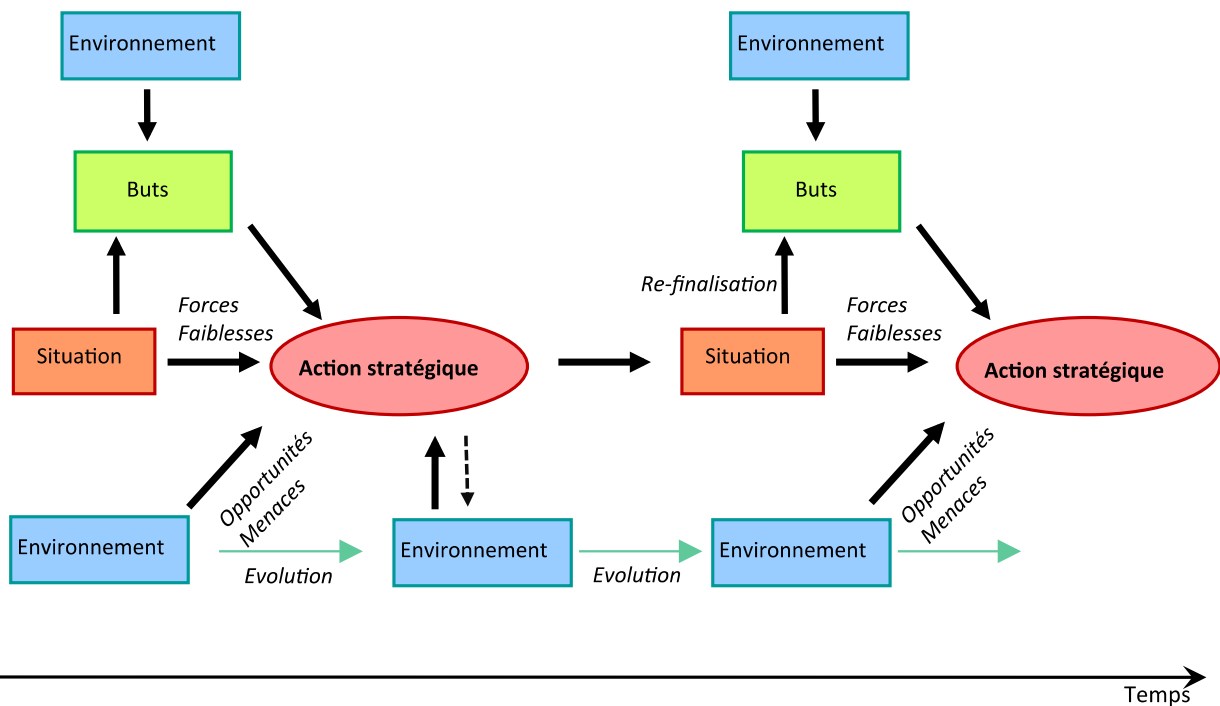 Environnement
Environnement
Buts
Buts
Re-finalisation
Forces
Faiblesses
Forces
Faiblesses
Situation
Action stratégique
Situation
Action stratégique
Opportunités
Menaces
Opportunités
Menaces
Environnement
Environnement
Environnement
Evolution
Evolution
Temps